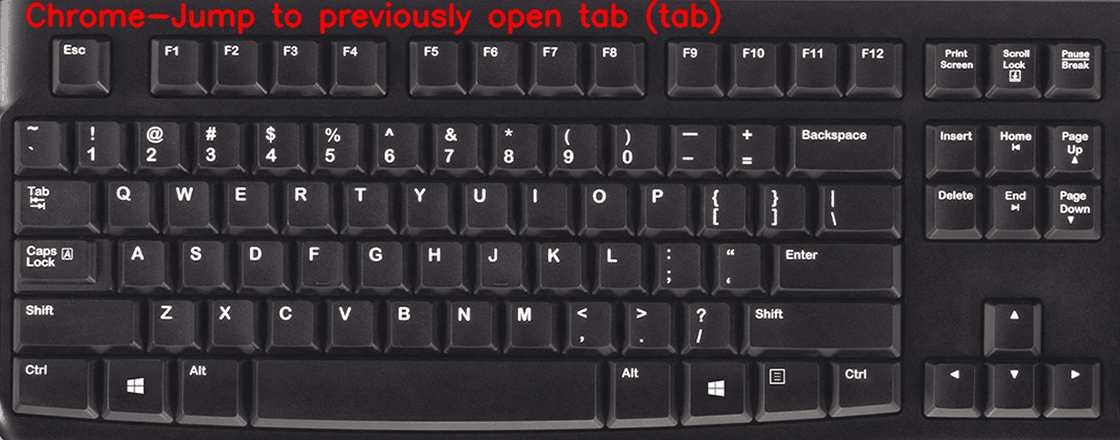 Chrome-Jump to previously open tab (tab)
Esc F1 F2 F3 F4 F5 F6 F7 F8 F9 F10 F11 F12 Print Screen Scroll Lock Pause Break
~ ! @ # $ % ^ & * ( ) — + Backspace Insert Home Page Up
` 1 2 3 4 5 6 7 8 9 0 - =
Tab Q W E R T Y U I O P { } | Delete End Page Down
[ ] \
Caps Lock A S D F G H J K L : “ Enter
; ‘
Shift Z X C V B N M < > ? Shift
, . /
Ctrl Alt Alt Ctrl